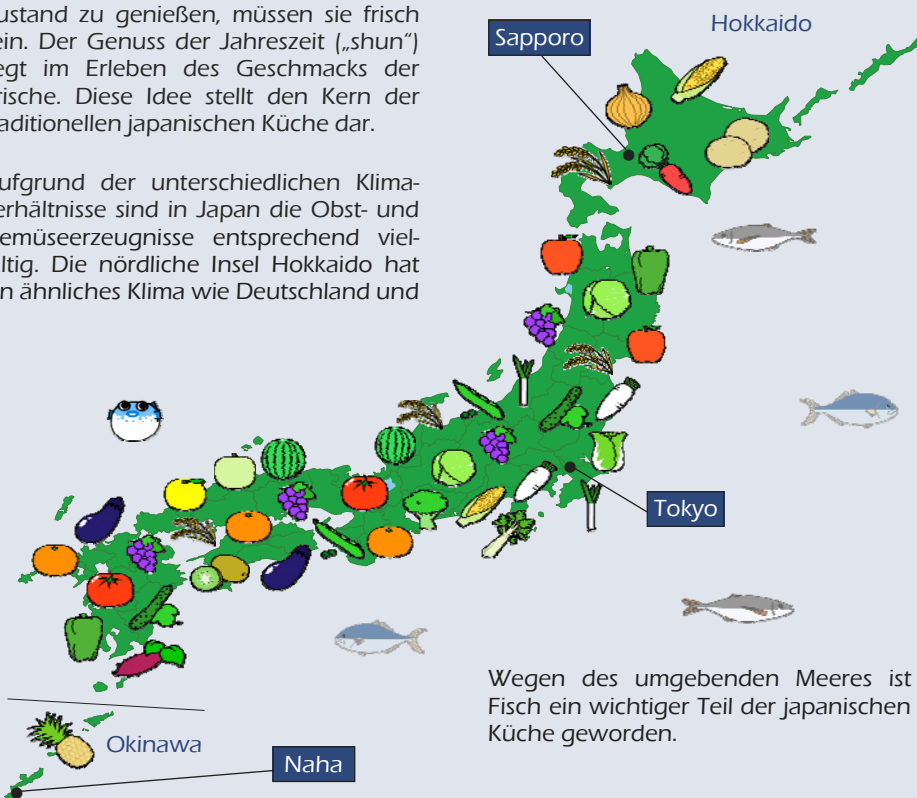 ustand zu genießen, müssen sie frisch
ein. Der Genuss der Jahreszeit („shun“)
egt im Erleben des Geschmacks der
rische. Diese Idee stellt den Kern der
aditionellen japanischen Küche dar.
ufgrund der unterschiedlichen Klima-
erhältnisse sind in Japan die Obst- und
emüseerzeugnisse entsprechend viel-
ltig. Die nördliche Insel Hokkaido hat
n ähnliches Klima wie Deutschland und
Hokkaido
Sapporo
Tokyo
Wegen des umgebenden Meeres ist
Fisch ein wichtiger Teil der japanischen
Küche geworden.
Okinawa
Naha